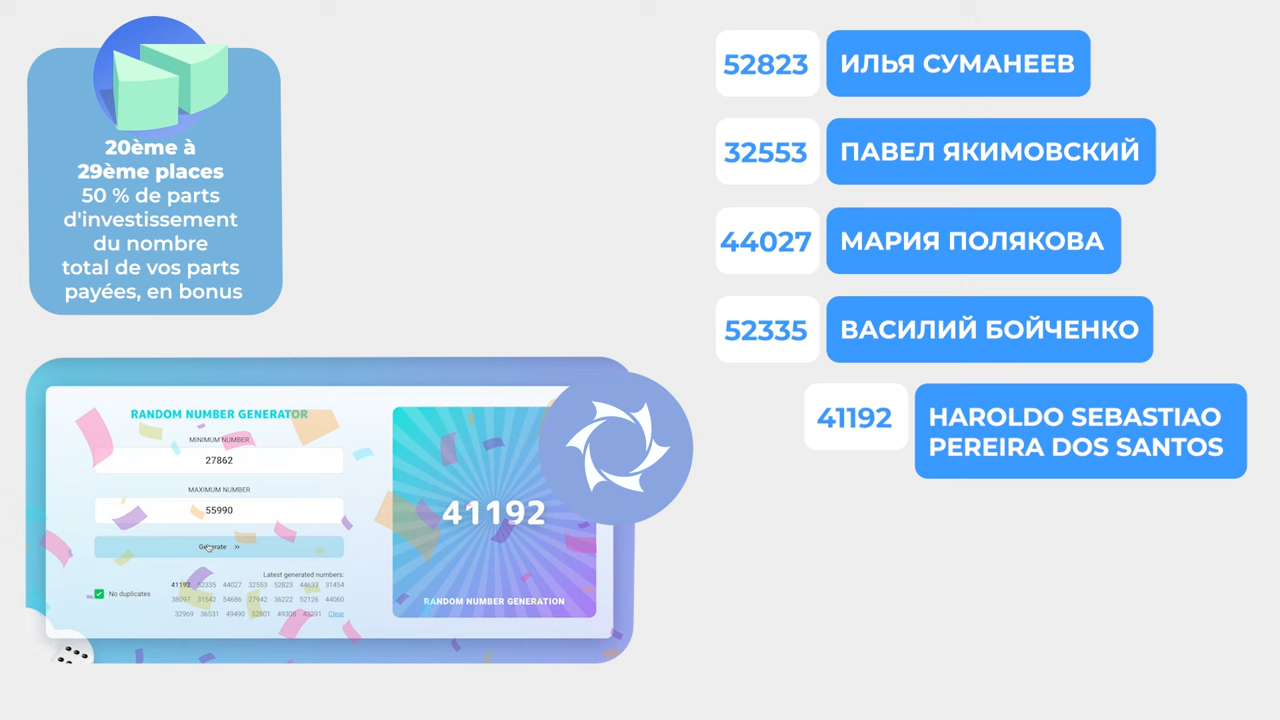 20ème à
29ème places
50 % de parts
d'investissement
du nombre
total de vos parts
payées, en bonus
52823 ИЛЬЯ СУМАНЕЕВ
32553 ПАВЕЛ ЯКИМОВСКИЙ
44027 МАРИЯ ПОЛЯКОВА
52335 ВАСИЛИЙ БОЙЧЕНКО
41192 HAROLDO SEBASTIAO
PEREIRA DOS SANTOS
RANDOM NUMBER GENERATOR
MINIMUM NUMBER
27862
MAXIMUM NUMBER
55990
Generate »
Latest generated numbers:
41192 52335 44027 32553 52823 44633 31454
No duplicates
38097 31542 54686 27942 36222 52126 44060
32969 36531 49490 52801 49308 43291 Clear
41192
RANDOM NUMBER GENERATION